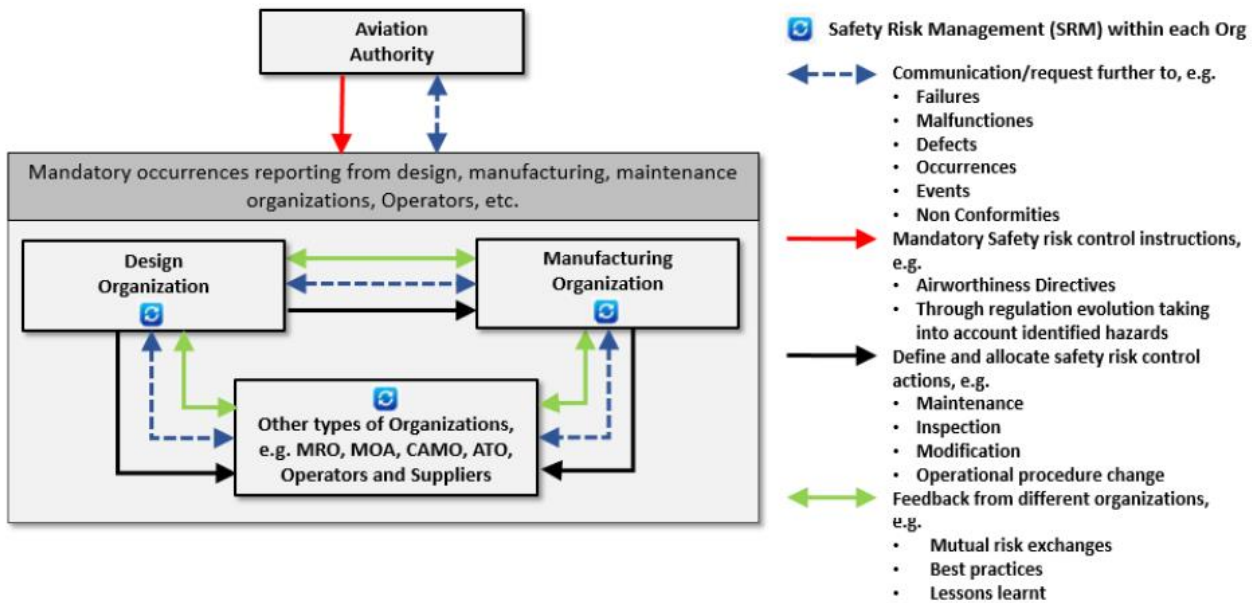 Aviation
Authority
Mandatory occurrences reporting from design, manufacturing, maintenance
organizations, Operators, etc.
Design
Organization
Manufacturing
Organization
Other types of Organizations,
e.g. MRO, MOA, CAMO, ATO,
Operators and Suppliers
Safety Risk Management (SRM) within each Org
Communication/request further to, e.g.
• Failures
• Malfunctiones
• Defects
• Occurrences
• Events
• Non Conformities
Mandatory Safety risk control instructions,
e.g.
• Airworthiness Directives
• Through regulation evolution taking
into account identified hazards
Define and allocate safety risk control
actions, e.g.
• Maintenance
• Inspection
• Modification
• Operational procedure change
Feedback from different organizations,
e.g.
• Mutual risk exchanges
• Best practices
• Lessons learnt